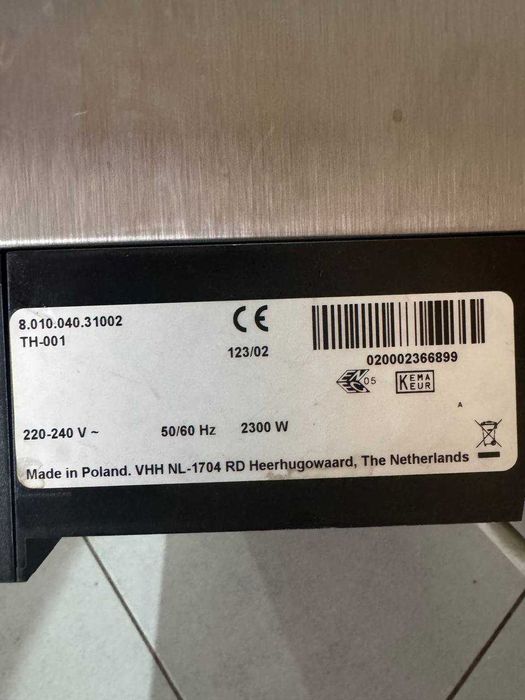 8.010.040.31002
TH-001
CE
123/02
020002366899
ENEC 05
KEMA
KEUR
A
220-240 V ~ 50/60 Hz 2300 W
Made in Poland. VHH NL-1704 RD Heerhugowaard, The Netherlands